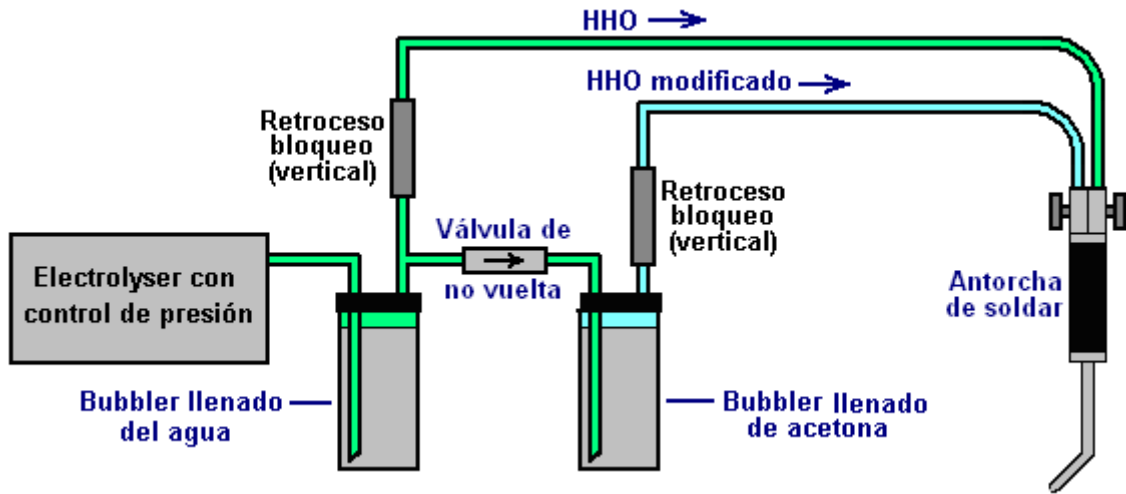 HHO
HHO modificado
Retroceso
bloqueo
(vertical)
Retroceso
bloqueo
(vertical)
Válvula de
no vuelta
Electrolyser con
control de presión
Antorcha
de soldar
Bubbler llenado
del agua
Bubbler llenado
de acetona